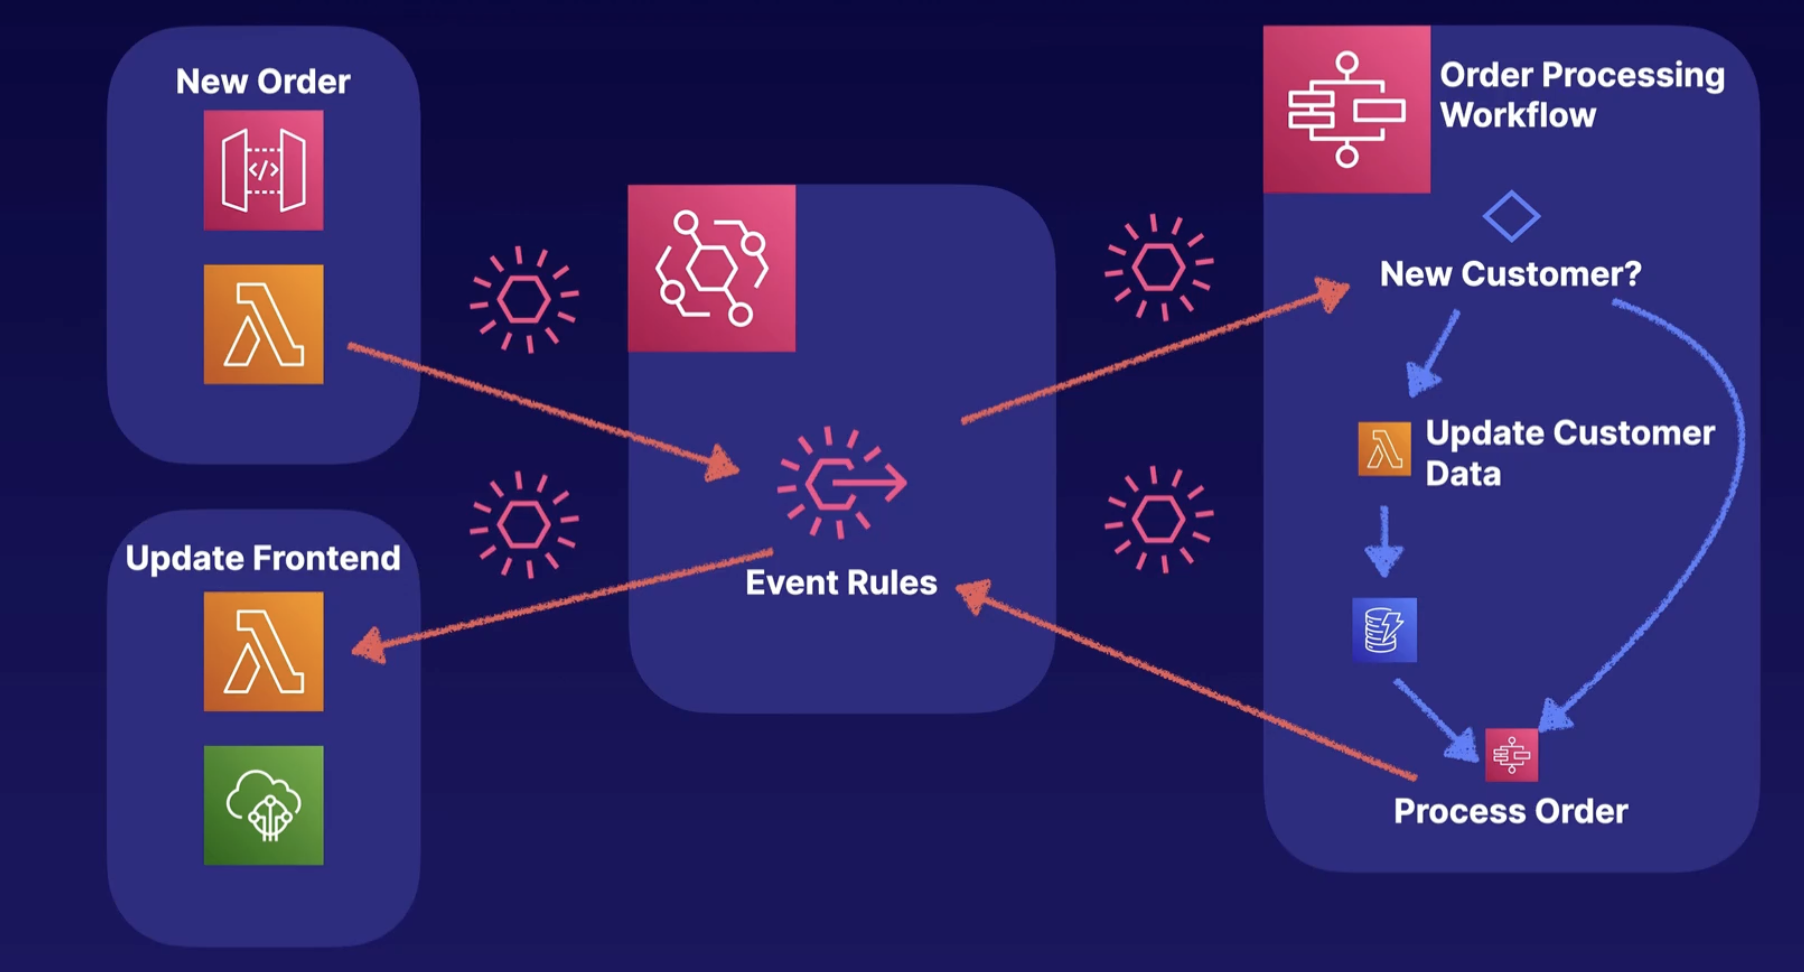 New Order
</>
Update Frontend
Event Rules
Order Processing
Workflow
New Customer?
Update Customer
Data
Process Order